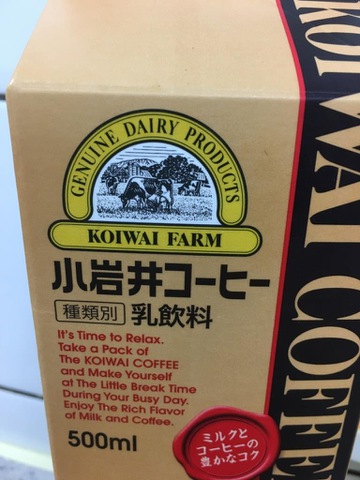 GENUINE DAIRY PRODUCTS
KOIWAI FARM
小岩井コーヒー
種類別 乳飲料
It's Time to Relax.
Take a Pack of
The KOIWAI COFFEE
and Make Yourself
at The Little Break Time
During Your Busy Day.
Enjoy The Rich Flavor
of Milk and Coffee.
500ml
ミルクと
コーヒーの
豊かなコク
KOIWAI COFFEE